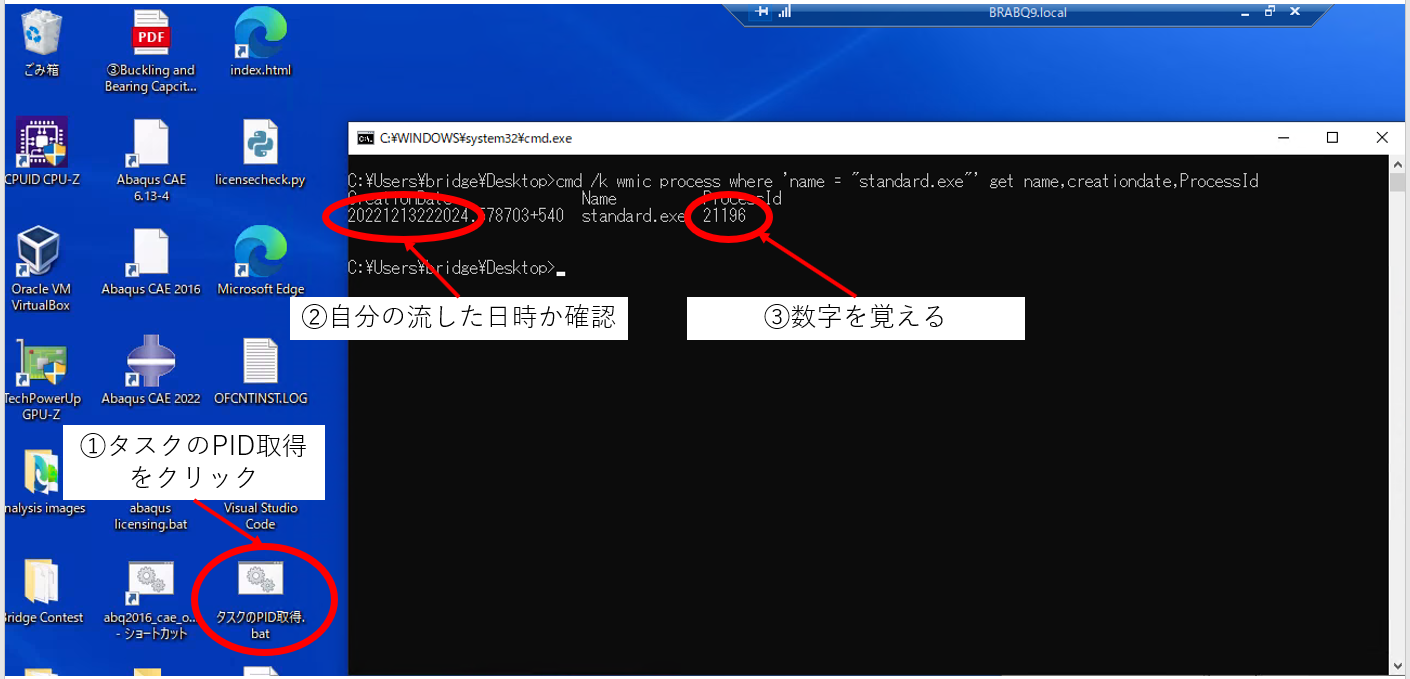 BRABQ9.local
ごみ箱
PDF
③Buckling and
Bearing Capcit...
index.html
CPUID CPU-Z
Abaqus CAE
6.13-4
licensecheck.py
Oracle VM
VirtualBox
Abaqus CAE 2016
Microsoft Edge
TechPowerUp
GPU-Z
Abaqus CAE 2022
OFCNTINST.LOG
①タスクのPID取得
をクリック
nalysis images
abaqus
licensing.bat
Visual Studio
Code
Bridge Contest
abq2016_cae_o...
- ショートカット
タスクのPID取得.
bat
C:¥WINDOWS¥system32¥cmd.exe
C:¥Users¥bridge¥Desktop>cmd /k wmic process where 'name = "standard.exe"' get name,creationdate,ProcessId
CreationDate Name ProcessId
20221213222024.578703+540 standard.exe 21196
C:¥Users¥bridge¥Desktop>
②自分の流した日時か確認
③数字を覚える